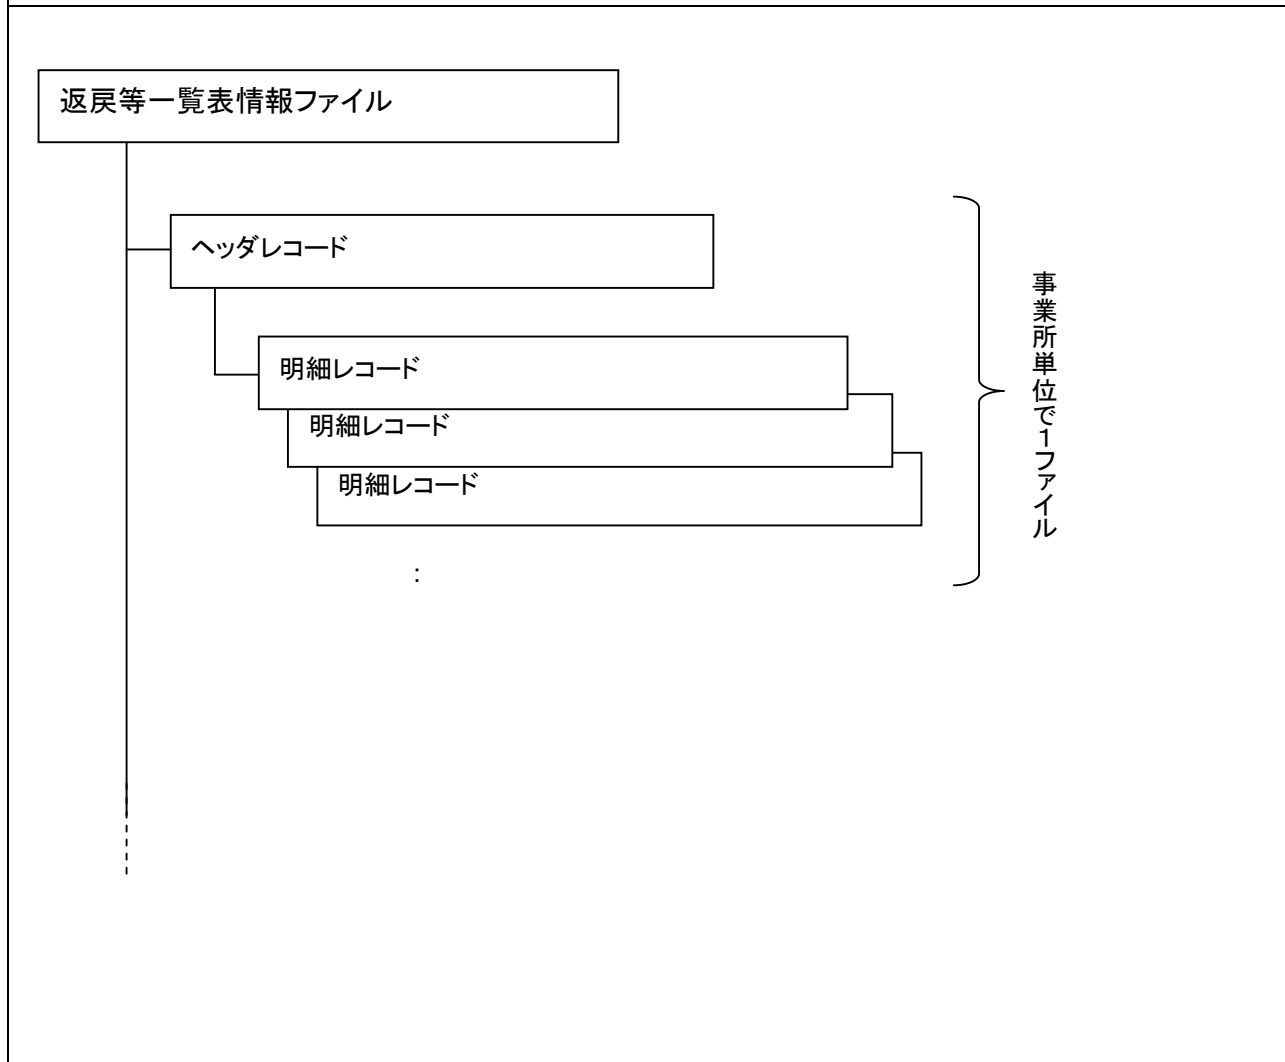 返戻等一覧表情報ファイル
ヘッダレコード
明細レコード
明細レコード
明細レコード
:
事業所単位で1ファイル